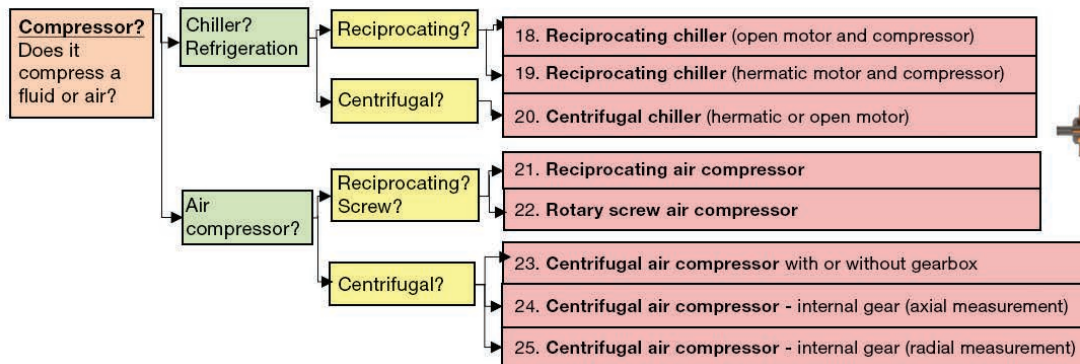 Compressor?
Does it
compress a
fluid or air?
Chiller?
Refrigeration
Reciprocating?
18. Reciprocating chiller (open motor and compressor)
19. Reciprocating chiller (hermatic motor and compressor)
Centrifugal?
20. Centrifugal chiller (hermatic or open motor)
Air
compressor?
Reciprocating?
Screw?
21. Reciprocating air compressor
22. Rotary screw air compressor
Centrifugal?
23. Centrifugal air compressor with or without gearbox
24. Centrifugal air compressor - internal gear (axial measurement)
25. Centrifugal air compressor - internal gear (radial measurement)